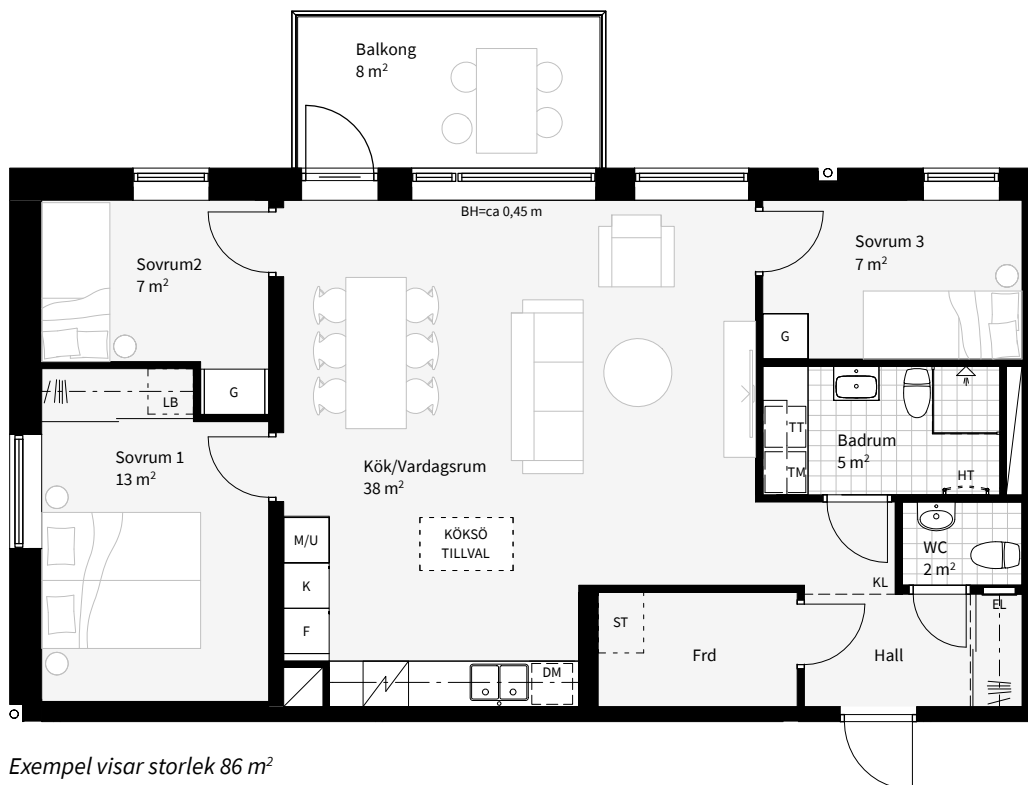 Balkong
8 m²
BH=ca 0,45 m
Sovrum2
7 m²
Sovrum 3
7 m²
G
G
LB
Sovrum 1
13 m²
Kök/Vardagsrum
38 m²
TT
TM
Badrum
5 m²
HT
M/U
K
F
KÖKSÖ
TILLVAL
WC
2 m²
KL
EL
ST
Frd
Hall
DM
Exempel visar storlek 86 m²